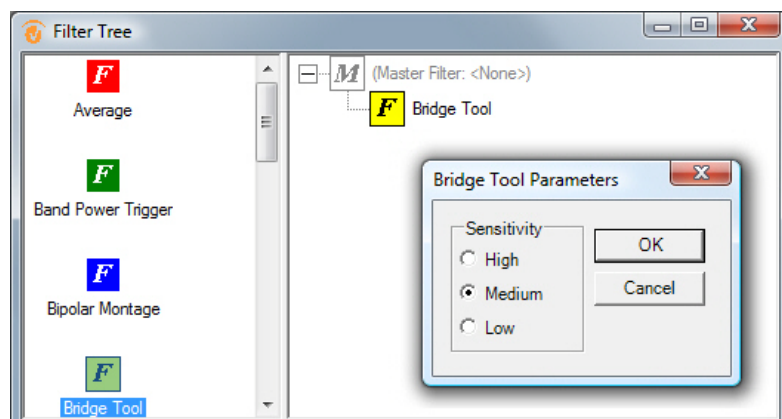 Filter Tree
F
Average
F
Band Power Trigger
F
Bipolar Montage
F
Bridge Tool
M (Master Filter: <None>)
F Bridge Tool
Bridge Tool Parameters
Sensitivity
High
Medium
Low
OK
Cancel